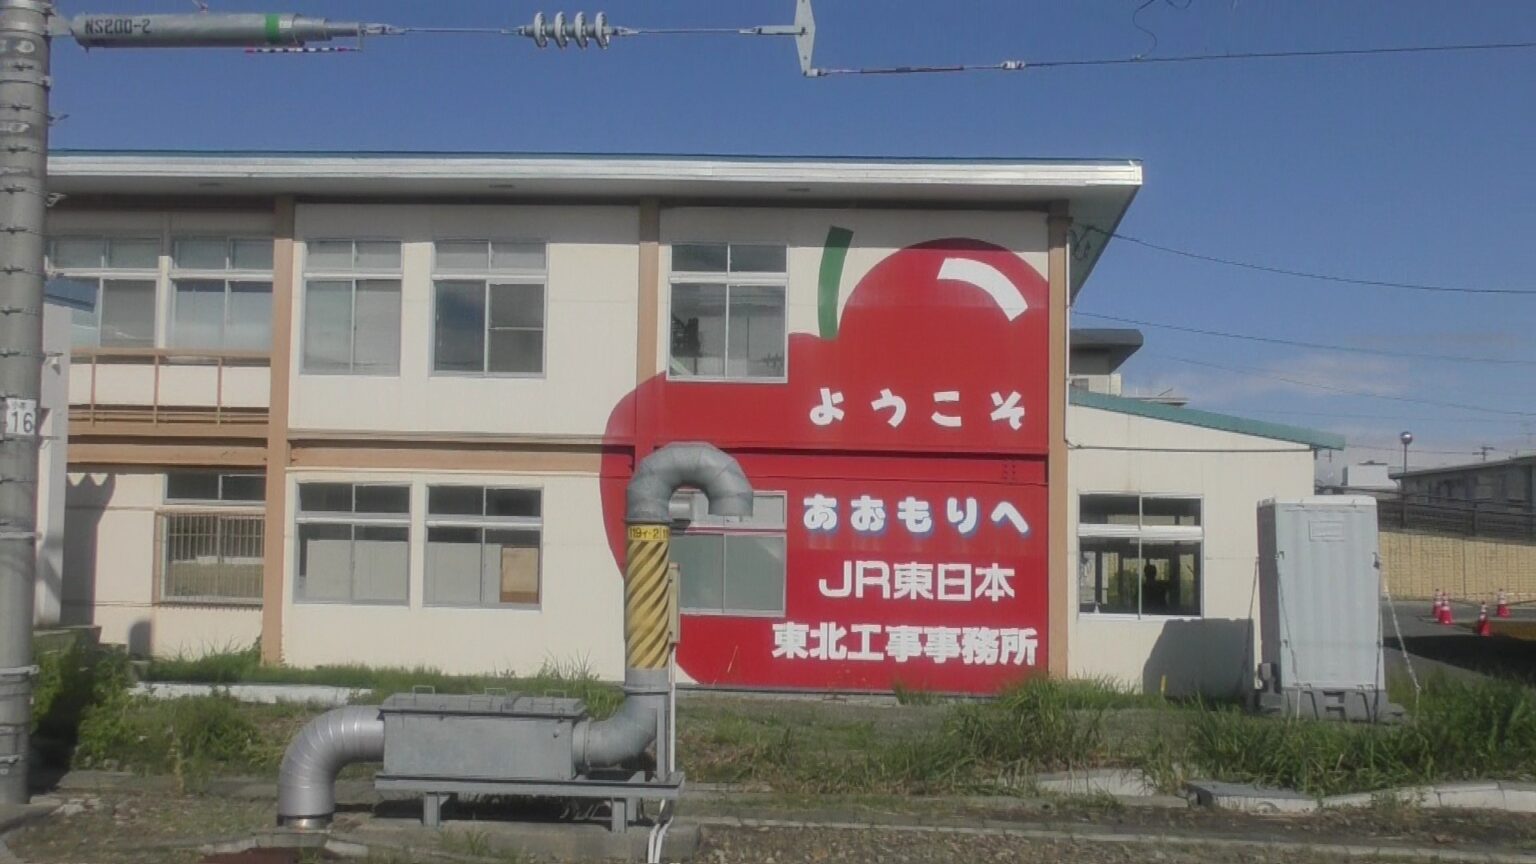 NS200-2
16
ようこそ
あおもりへ
JR東日本
東北工事事務所